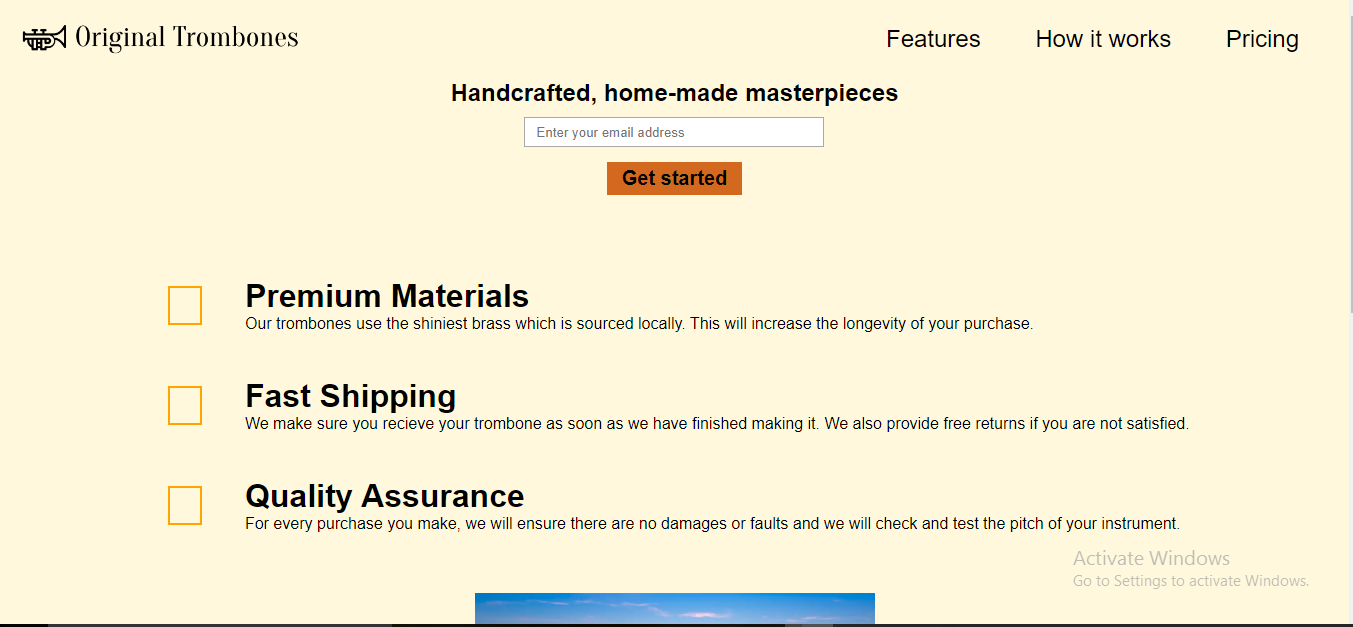 Original Trombones
Features
How it works
Pricing
Handcrafted, home-made masterpieces
Enter your email address
Get started
Premium Materials
Our trombones use the shiniest brass which is sourced locally. This will increase the longevity of your purchase.
Fast Shipping
We make sure you recieve your trombone as soon as we have finished making it. We also provide free returns if you are not satisfied.
Quality Assurance
For every purchase you make, we will ensure there are no damages or faults and we will check and test the pitch of your instrument.
Activate Windows
Go to Settings to activate Windows.